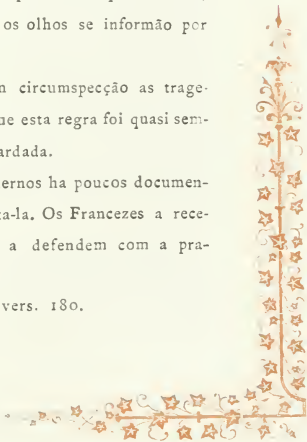 os olhos se informão por
circumspecção as trage-
ue esta regra foi quasi sem-
ardada.
ernos ha poucos documen-
a-la. Os Francezes a rece-
a defendem com a pra-
vers. 180.